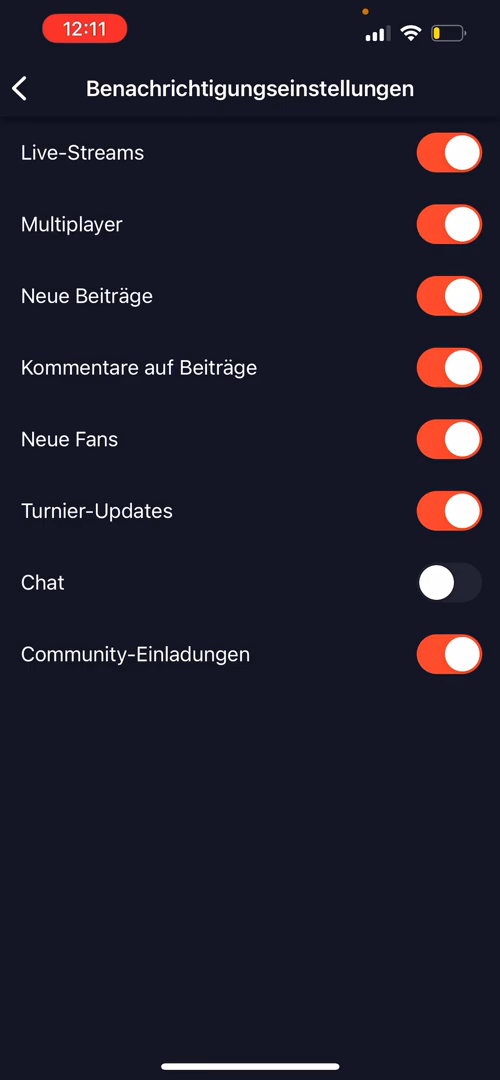 12:11
Benachrichtigungseinstellungen
Live-Streams
Multiplayer
Neue Beiträge
Kommentare auf Beiträge
Neue Fans
Turnier-Updates
Chat
Community-Einladungen